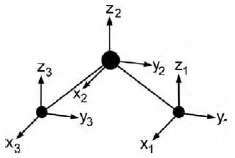 z₂
y₂
x₂
z₃
y₃
x₃
z₁
x₁